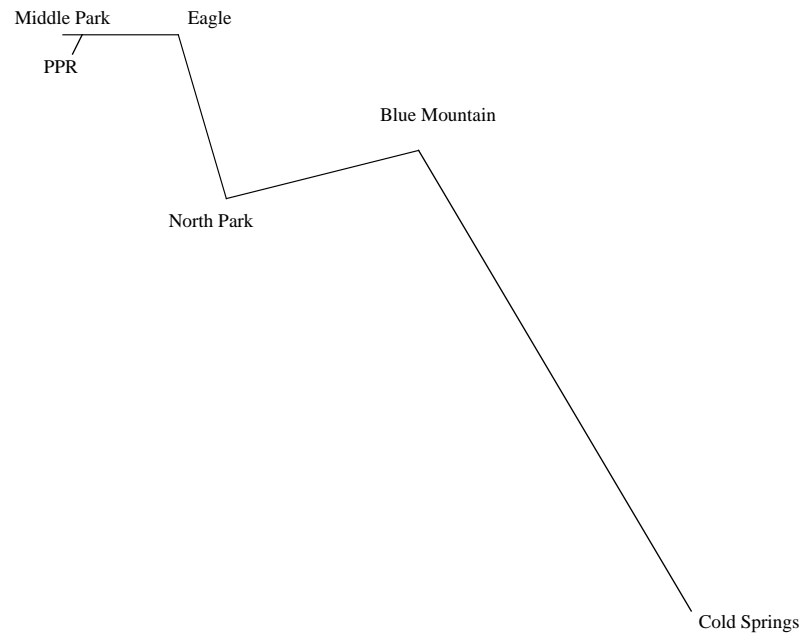 Middle Park
Eagle
PPR
Blue Mountain
North Park
Cold Springs